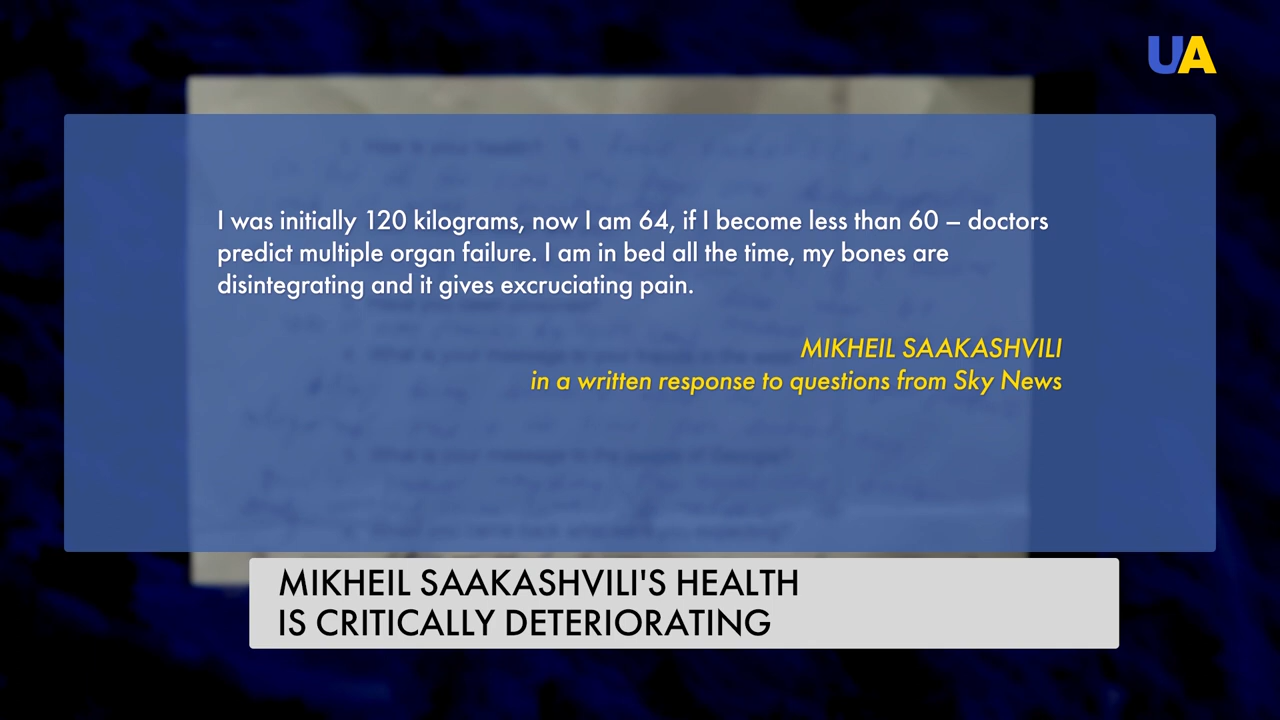 UA
I was initially 120 kilograms, now I am 64, if I become less than 60 – doctors
predict multiple organ failure. I am in bed all the time, my bones are
disintegrating and it gives excruciating pain.
MIKHEIL SAAKASHVILI
in a written response to questions from Sky News
MIKHEIL SAAKASHVILI'S HEALTH
IS CRITICALLY DETERIORATING